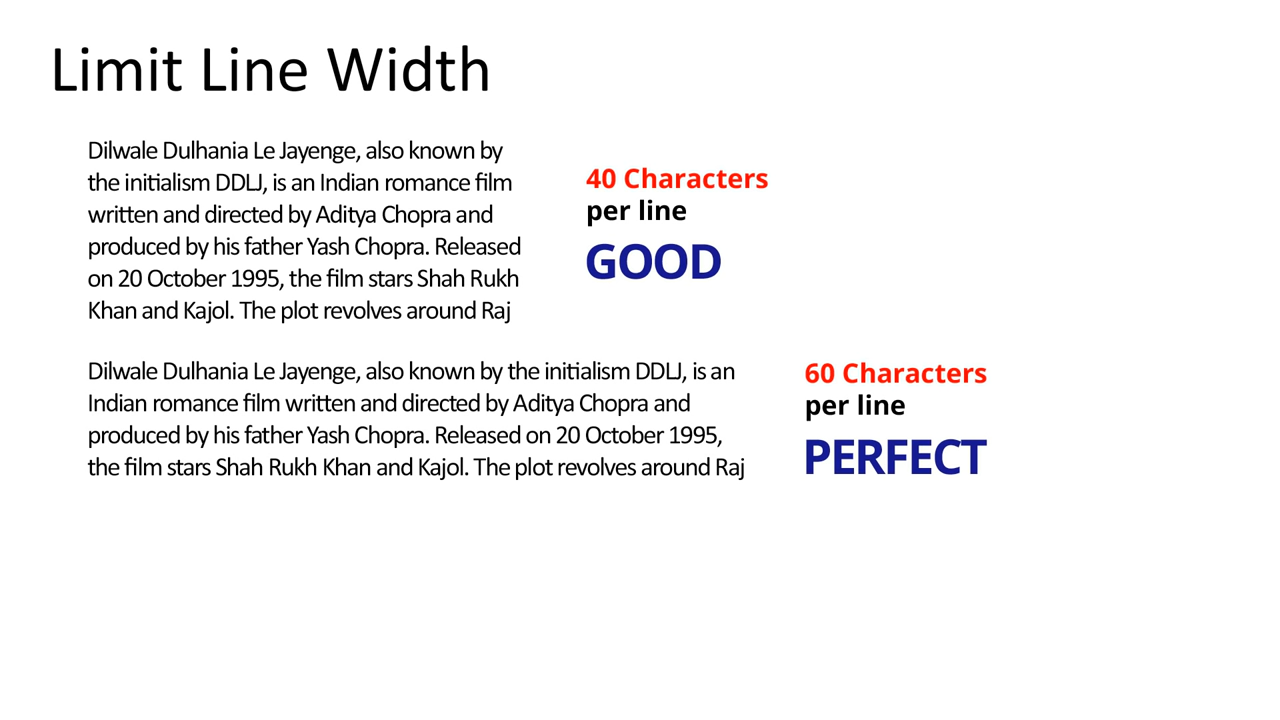 Limit Line Width
Dilwale Dulhania Le Jayenge, also known by
the initialism DDLJ, is an Indian romance film
written and directed by Aditya Chopra and
produced by his father Yash Chopra. Released
on 20 October 1995, the film stars Shah Rukh
Khan and Kajol. The plot revolves around Raj
40 Characters
per line
GOOD
Dilwale Dulhania Le Jayenge, also known by the initialism DDLJ, is an
Indian romance film written and directed by Aditya Chopra and
produced by his father Yash Chopra. Released on 20 October 1995,
the film stars Shah Rukh Khan and Kajol. The plot revolves around Raj
60 Characters
per line
PERFECT